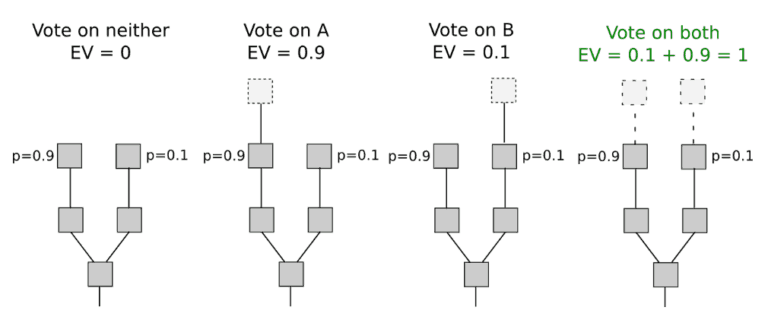 Vote on neither
EV = 0
Vote on A
EV = 0.9
Vote on B
EV = 0.1
Vote on both
EV = 0.1 + 0.9 = 1
p=0.9
p=0.1
p=0.9
p=0.1
p=0.9
p=0.1
p=0.9
p=0.1